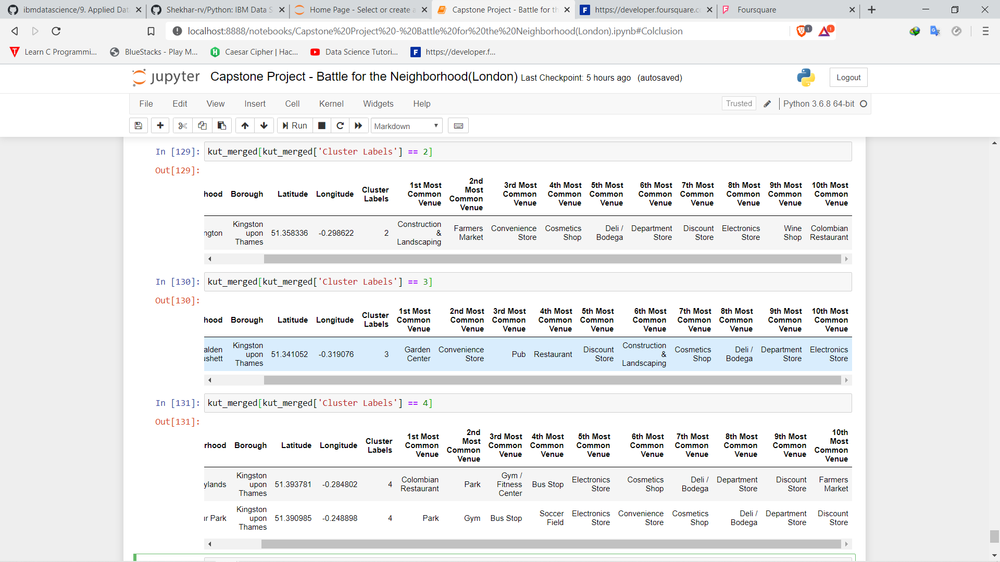 ibmdatascience/9. Applied Dat
Shekhar-rv/Python: IBM Data S
Home Page - Select or create a
Capstone Project - Battle for th
https://developer.foursquare.co
Foursquare
localhost:8888/notebooks/Capstone%20Project%20-%20Battle%20for%20the%20Neighborhood(London).ipynb#Colclusion
1
1
Learn C Programmi...
BlueStacks - Play M...
Caesar Cipher | Hac...
Data Science Tutori...
https://developer.f...
jupyter Capstone Project - Battle for the Neighborhood(London) Last Checkpoint: 5 hours ago (autosaved)
Logout
File Edit View Insert Cell Kernel Widgets Help
Trusted
Python 3.6.8 64-bit
Run
Markdown
In [129]: kut_merged[kut_merged['Cluster Labels'] == 2]
Out[129]:
hood Borough Latitude Longitude Cluster Labels 1st Most Common Venue 2nd Most Common Venue 3rd Most Common Venue 4th Most Common Venue 5th Most Common Venue 6th Most Common Venue 7th Most Common Venue 8th Most Common Venue 9th Most Common Venue 10th Most Common Venue
ngton Kingston upon Thames 51.358336 -0.298622 2 Construction & Landscaping Farmers Market Convenience Store Cosmetics Shop Deli / Bodega Department Store Discount Store Electronics Store Wine Shop Colombian Restaurant
In [130]: kut_merged[kut_merged['Cluster Labels'] == 3]
Out[130]:
hood Borough Latitude Longitude Cluster Labels 1st Most Common Venue 2nd Most Common Venue 3rd Most Common Venue 4th Most Common Venue 5th Most Common Venue 6th Most Common Venue 7th Most Common Venue 8th Most Common Venue 9th Most Common Venue 10th Most Common Venue
alden ushett Kingston upon Thames 51.341052 -0.319076 3 Garden Center Convenience Store Pub Restaurant Discount Store Construction & Landscaping Cosmetics Shop Deli / Bodega Department Store Electronics Store
In [131]: kut_merged[kut_merged['Cluster Labels'] == 4]
Out[131]:
rhood Borough Latitude Longitude Cluster Labels 1st Most Common Venue 2nd Most Common Venue 3rd Most Common Venue 4th Most Common Venue 5th Most Common Venue 6th Most Common Venue 7th Most Common Venue 8th Most Common Venue 9th Most Common Venue 10th Most Common Venue
ylands Kingston upon Thames 51.393781 -0.284802 4 Colombian Restaurant Park Gym / Fitness Center Bus Stop Electronics Store Cosmetics Shop Deli / Bodega Department Store Discount Store Farmers Market
ur Park Kingston upon Thames 51.390985 -0.248898 4 Park Gym Bus Stop Soccer Field Electronics Store Convenience Store Cosmetics Shop Deli / Bodega Department Store Discount Store